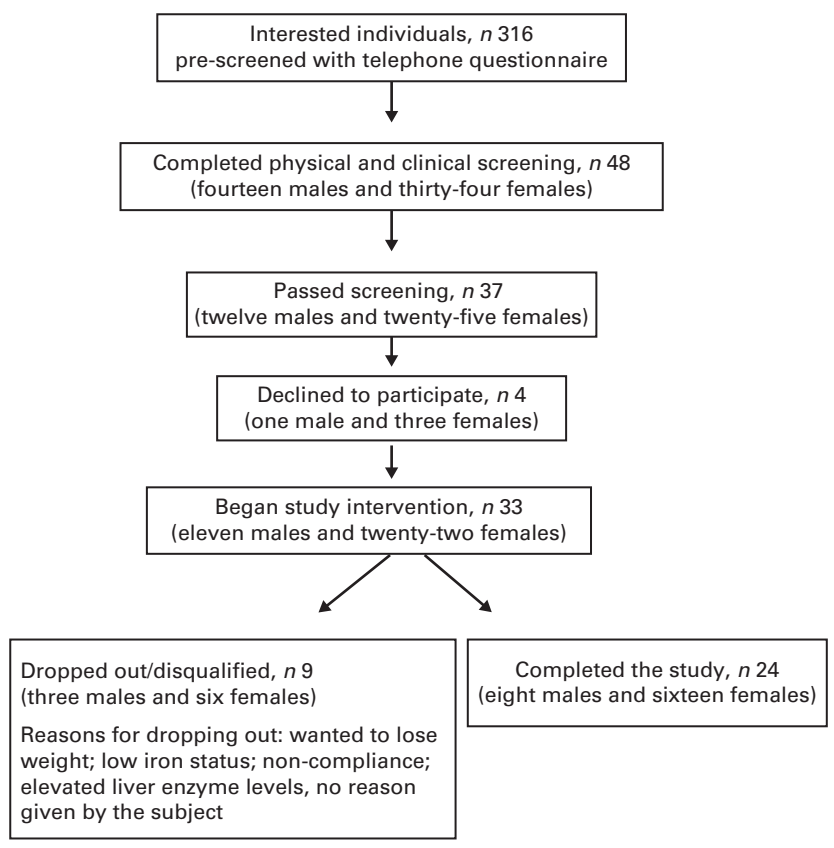 Interested individuals, n 316
pre-screened with telephone questionnaire
Completed physical and clinical screening, n 48
(fourteen males and thirty-four females)
Passed screening, n 37
(twelve males and twenty-five females)
Declined to participate, n 4
(one male and three females)
Began study intervention, n 33
(eleven males and twenty-two females)
Dropped out/disqualified, n 9
(three males and six females)
Reasons for dropping out: wanted to lose
weight; low iron status; non-compliance;
elevated liver enzyme levels, no reason
given by the subject
Completed the study, n 24
(eight males and sixteen females)